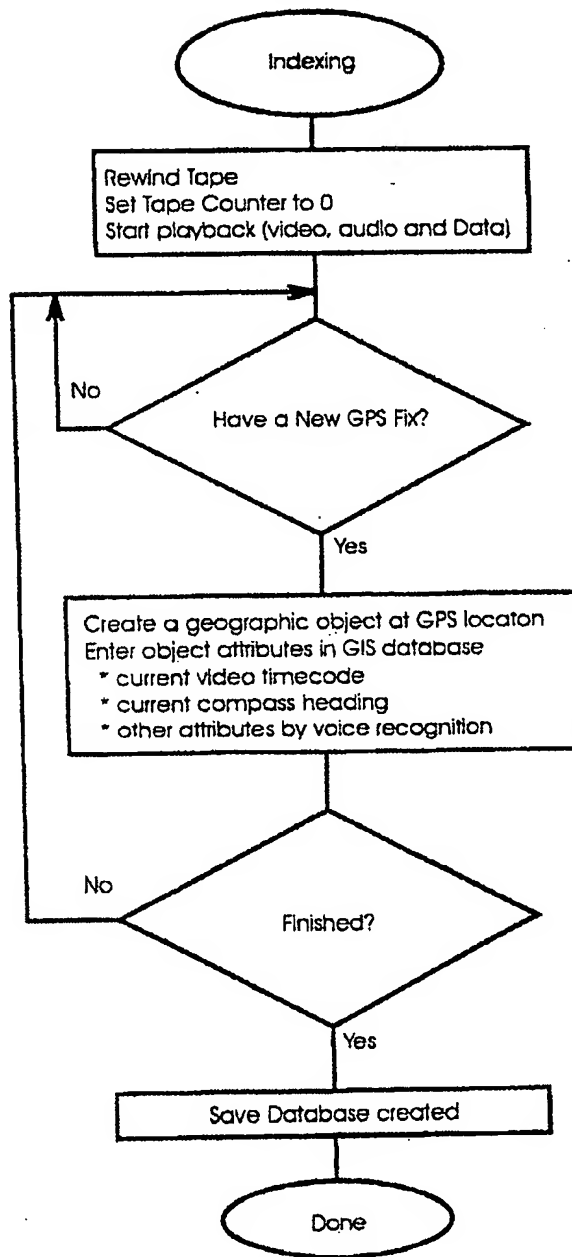 Indexing
Rewind Tape
Set Tape Counter to 0
Start playback (video, audio and Data)
No
Have a New GPS Fix?
Yes
Create a geographic object at GPS locaton
Enter object attributes in GIS database
* current video timecode
* current compass heading
* other attributes by voice recognition
No
Finished?
Yes
Save Database created
Done